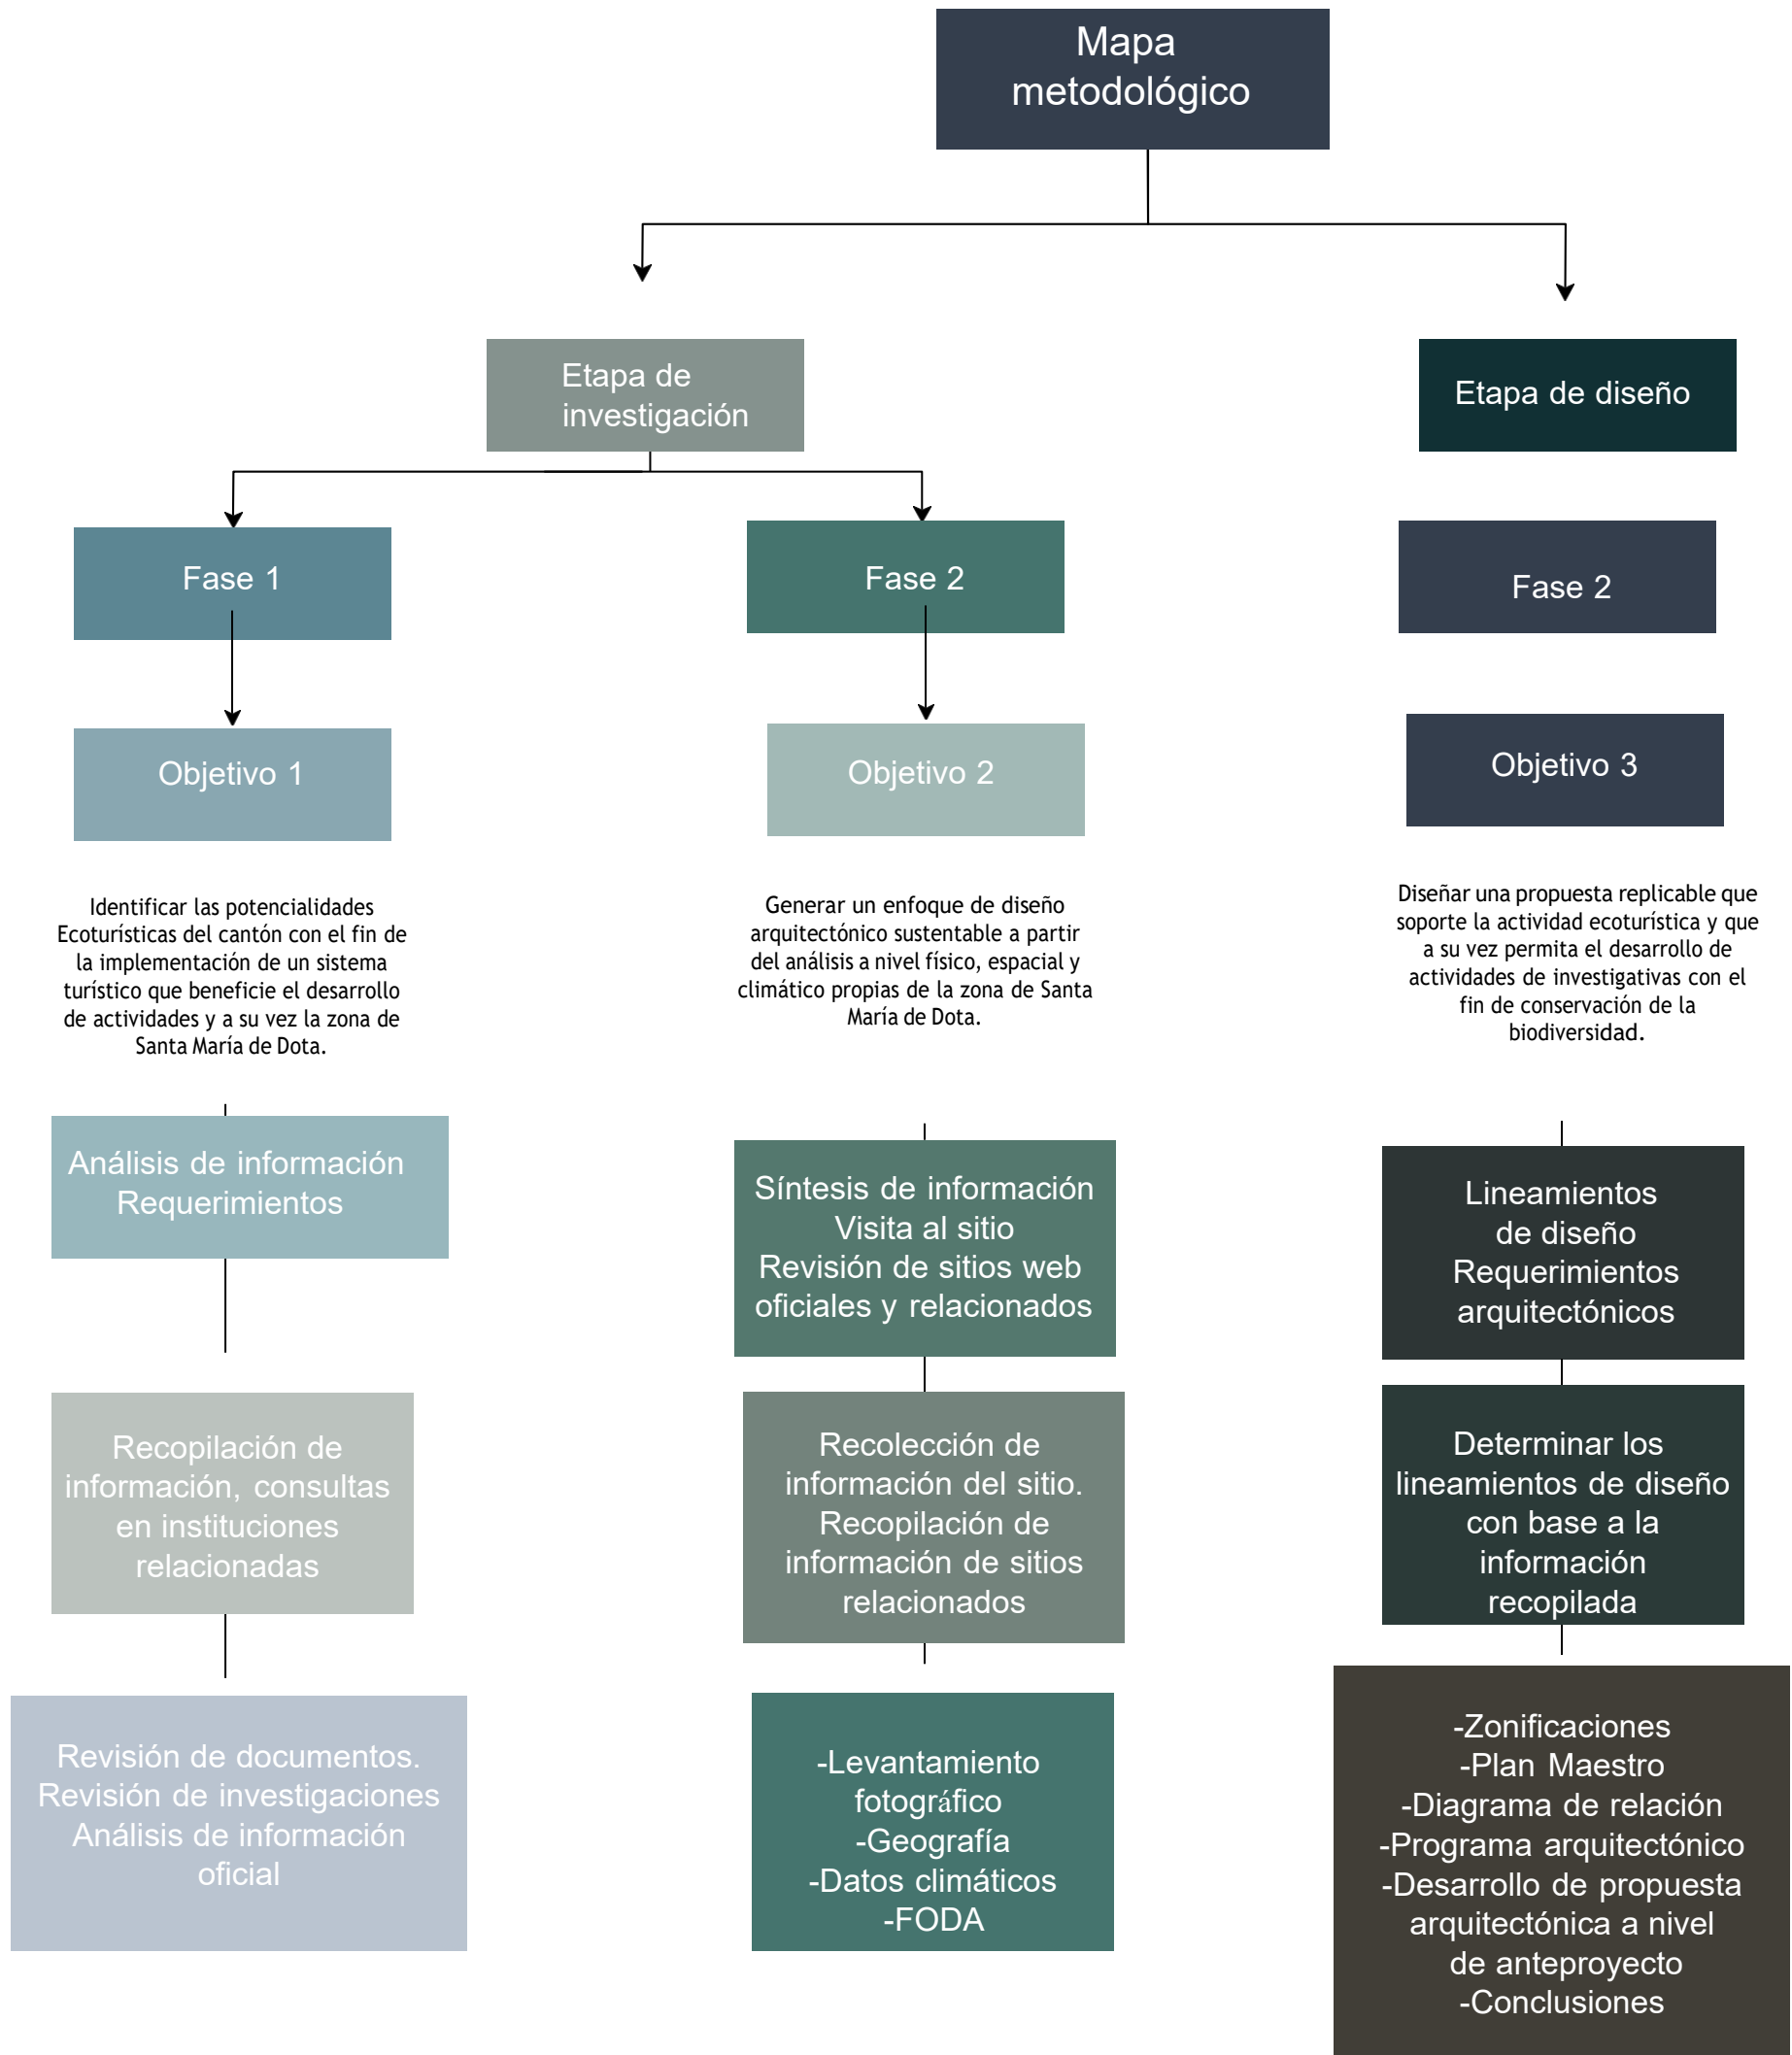 Mapa
metodológico
Etapa de
investigación
Etapa de diseño
Fase 1
Fase 2
Fase 2
Objetivo 1
Objetivo 2
Objetivo 3
Identificar las potencialidades
Ecoturísticas del cantón con el fin de
la implementación de un sistema
turístico que beneficie el desarrollo
de actividades y a su vez la zona de
Santa María de Dota.
Generar un enfoque de diseño
arquitectónico sustentable a partir
del análisis a nivel físico, espacial y
climático propias de la zona de Santa
María de Dota.
Diseñar una propuesta replicable que
soporte la actividad ecoturística y que
a su vez permita el desarrollo de
actividades de investigativas con el
fin de conservación de la
biodiversidad.
Análisis de información
Requerimientos
Síntesis de información
Visita al sitio
Revisión de sitios web
oficiales y relacionados
Lineamientos
de diseño
Requerimientos
arquitectónicos
Recopilación de
información, consultas
en instituciones
relacionadas
Recolección de
información del sitio.
Recopilación de
información de sitios
relacionados
Determinar los
lineamientos de diseño
con base a la
información
recopilada
Revisión de documentos.
Revisión de investigaciones
Análisis de información
oficial
-Levantamiento
fotográfico
-Geografía
-Datos climáticos
-FODA
-Zonificaciones
-Plan Maestro
-Diagrama de relación
-Programa arquitectónico
-Desarrollo de propuesta
arquitectónica a nivel
de anteproyecto
-Conclusiones